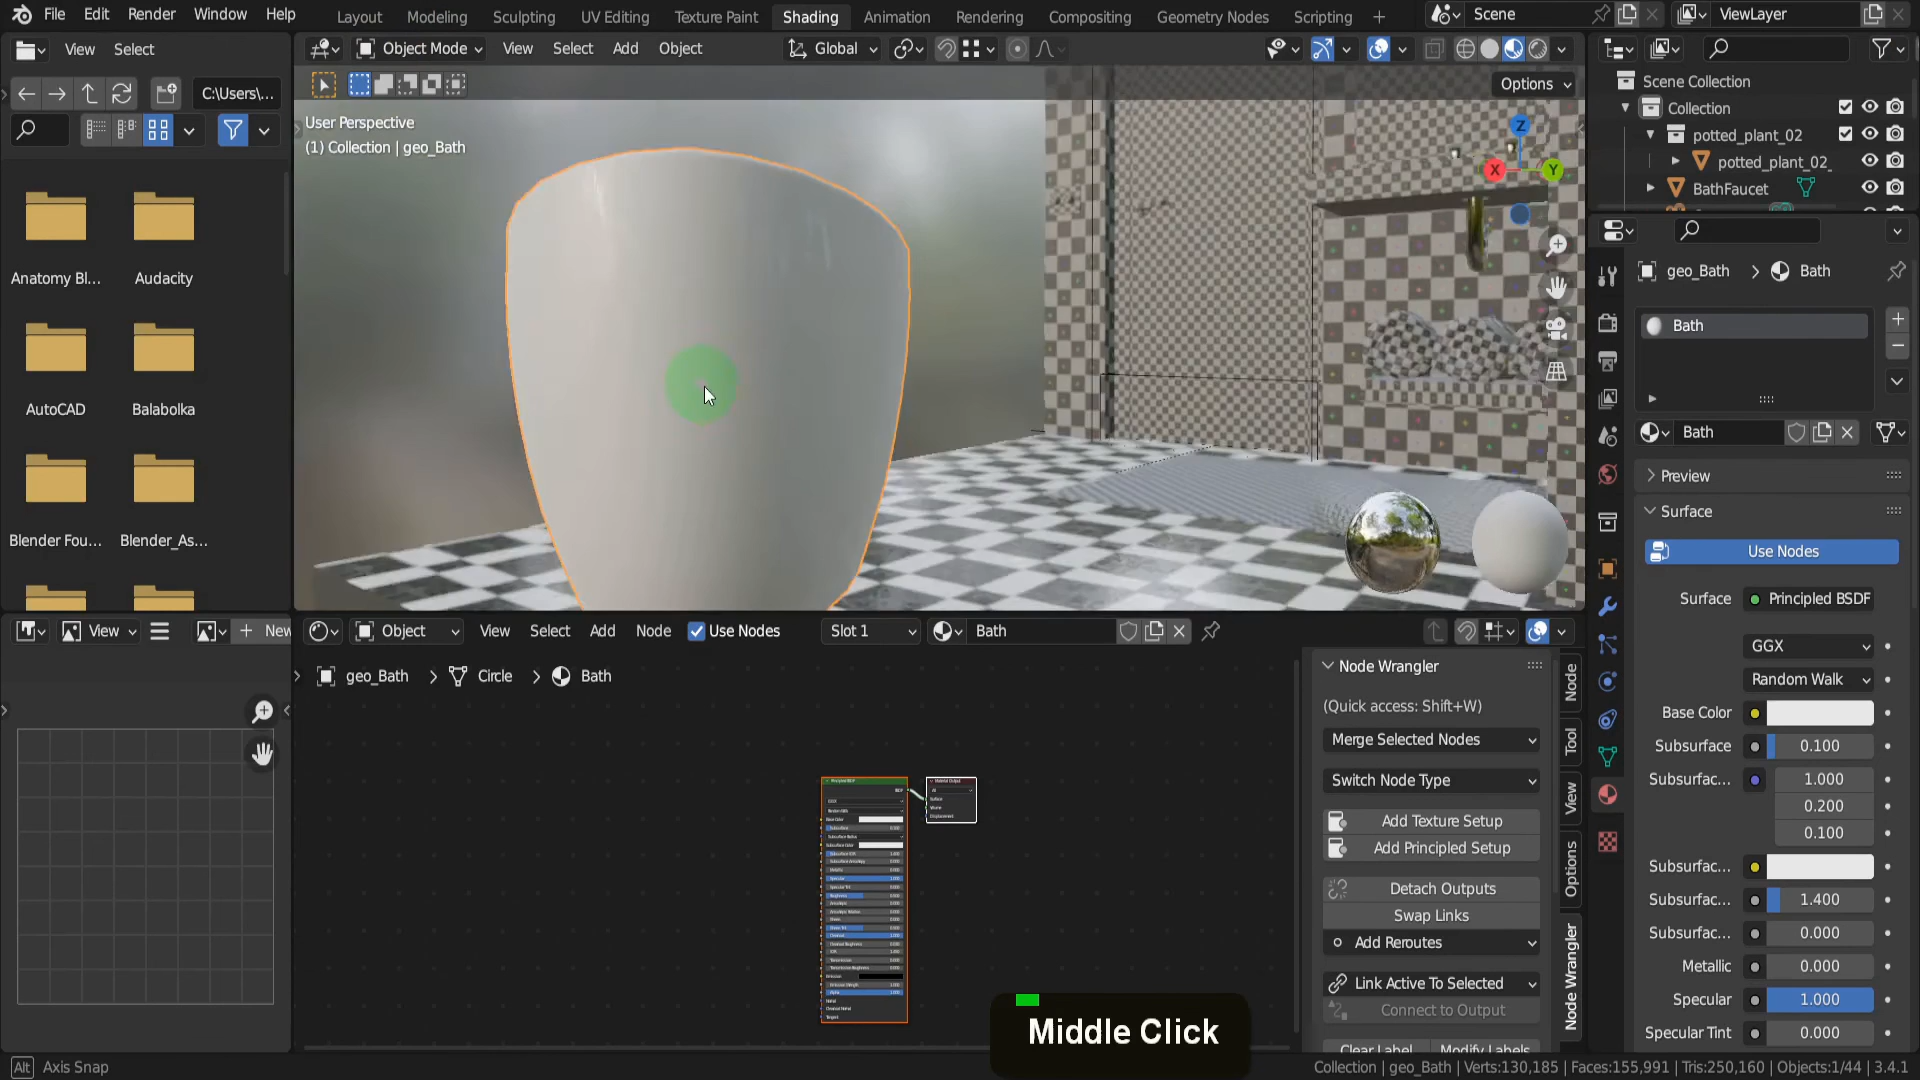 File Edit Render Window Help
Layout Modeling Sculpting UV Editing Texture Paint Shading Animation Rendering Compositing Geometry Nodes Scripting
Scene
ViewLayer
View Select
Object Mode View Select Add Object
Global
C:\Users\...
Options
User Perspective
(1) Collection | geo_Bath
Z
X
Y
Scene Collection
Collection
potted_plant_02
potted_plant_02_
BathFaucet
Anatomy Bl...
Audacity
AutoCAD
Balabolka
Blender Fou...
Blender_As...
geo_Bath > Bath
Bath
Bath
Preview
Surface
Use Nodes
Surface Principled BSDF
GGX
Random Walk
Base Color
Subsurface 0.100
Subsurfac... 1.000
0.200
0.100
Subsurfac...
Subsurfac... 1.400
Subsurfac... 0.000
Metallic 0.000
Specular 1.000
Specular Tint 0.000
View
New
Object View Select Add Node Use Nodes
Slot 1
Bath
geo_Bath > Circle > Bath
Node Wrangler
(Quick access: Shift+W)
Merge Selected Nodes
Switch Node Type
Add Texture Setup
Add Principled Setup
Detach Outputs
Swap Links
Add Reroutes
Link Active To Selected
Connect to Output
Clear Label Modify Labels
Node
Tool
View
Options
Node Wrangler
Middle Click
Alt Axis Snap
Collection | geo_Bath | Verts:130,185 | Faces:155,991 | Tris:250,160 | Objects:1/44 | 3.4.1